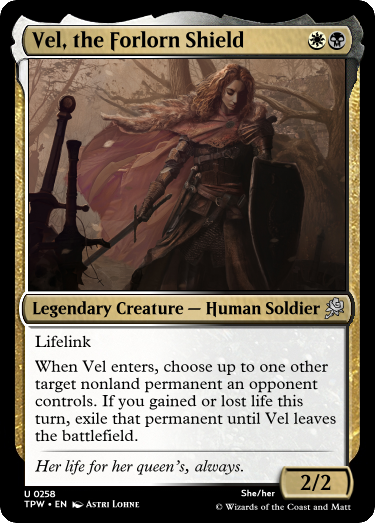 Vel, the Forlorn Shield
Legendary Creature — Human Soldier
Lifelink
When Vel enters, choose up to one other
target nonland permanent an opponent
controls. If you gained or lost life this
turn, exile that permanent until Vel leaves
the battlefield.
Her life for her queen's, always.
2/2
U 0258
She/her
TPW • EN Astri Lohne
© Wizards of the Coast and Matt